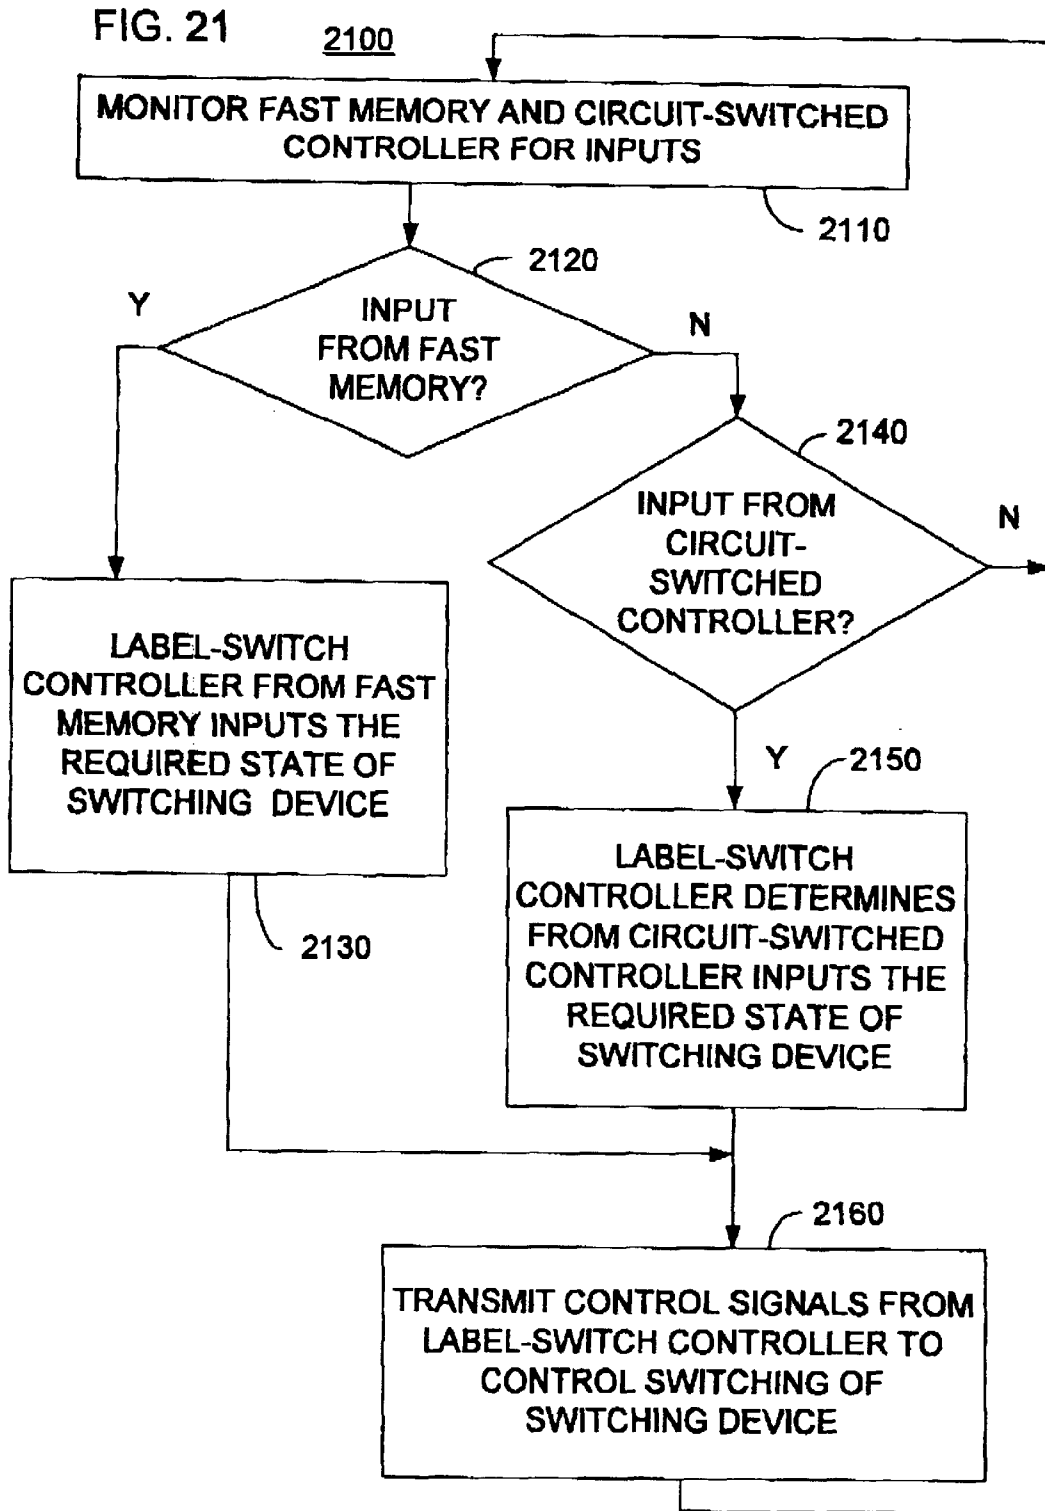 FIG. 21
2100
MONITOR FAST MEMORY AND CIRCUIT-SWITCHED
CONTROLLER FOR INPUTS
2110
2120
Y
INPUT
FROM FAST
MEMORY?
N
2140
INPUT FROM
CIRCUIT-
SWITCHED
CONTROLLER?
N
LABEL-SWITCH
CONTROLLER FROM FAST
MEMORY INPUTS THE
REQUIRED STATE OF
SWITCHING DEVICE
2130
Y
2150
LABEL-SWITCH
CONTROLLER DETERMINES
FROM CIRCUIT-SWITCHED
CONTROLLER INPUTS THE
REQUIRED STATE OF
SWITCHING DEVICE
2160
TRANSMIT CONTROL SIGNALS FROM
LABEL-SWITCH CONTROLLER TO
CONTROL SWITCHING OF
SWITCHING DEVICE